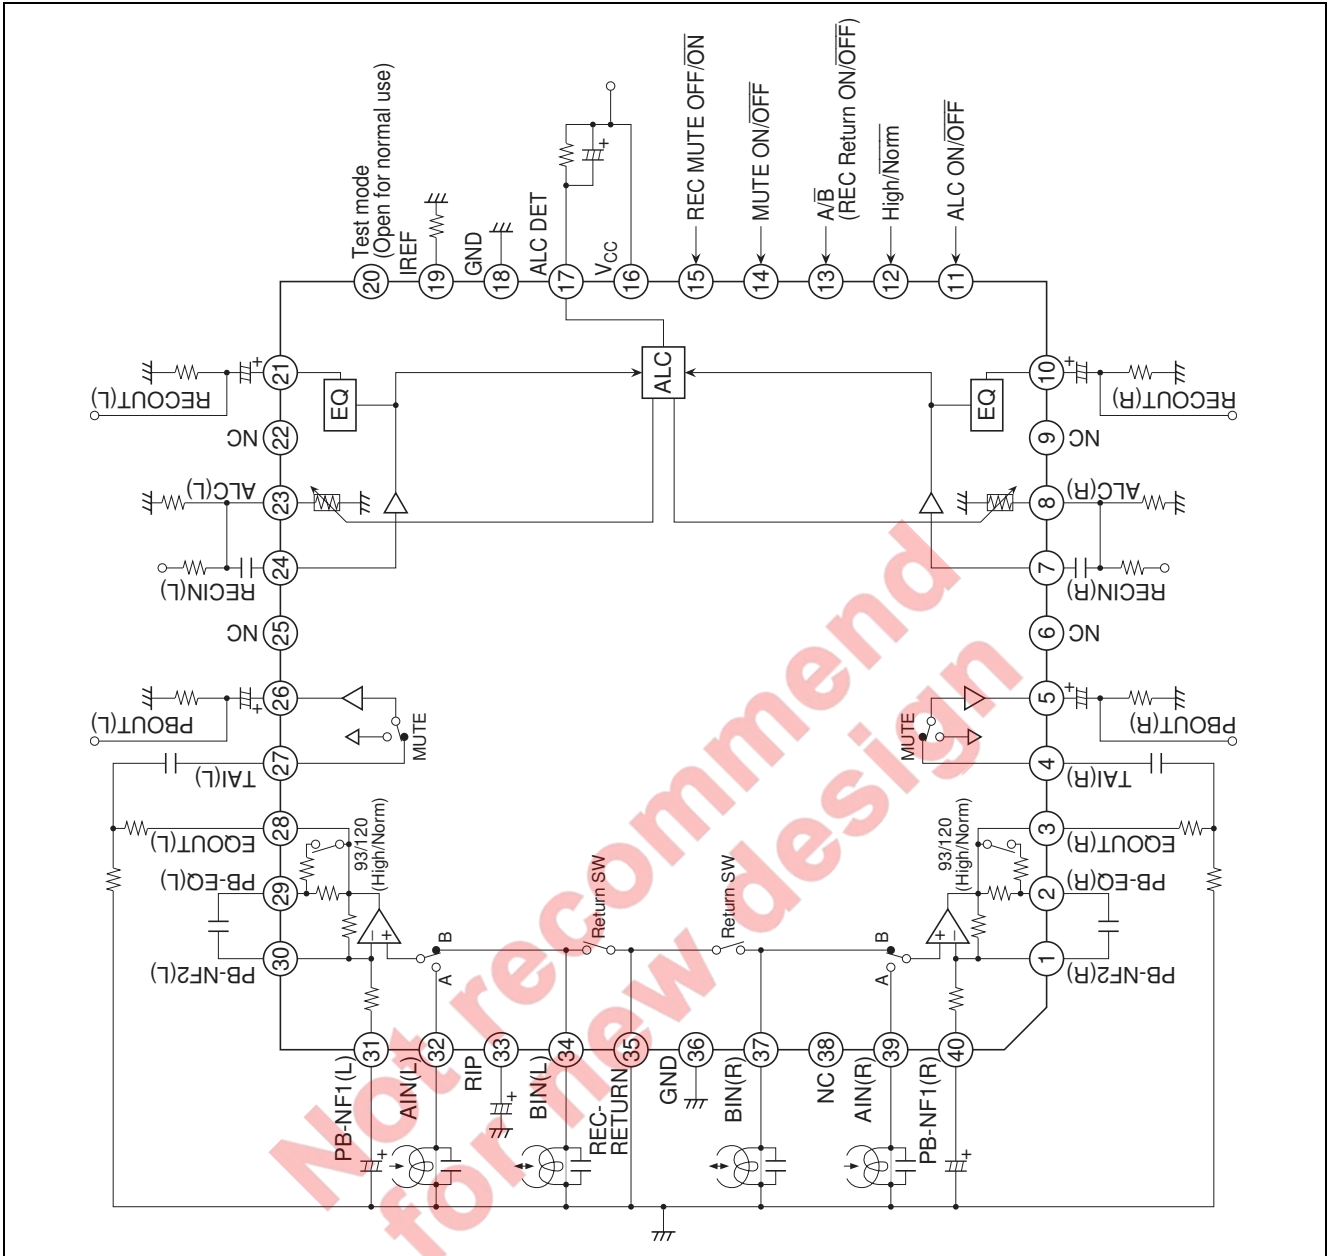 Test mode
(Open for normal use)
IREF
GND
ALC DET
VCC
REC MUTE OFF/ON
MUTE ON/OFF
A/B
(REC Return ON/OFF)
High/Norm
ALC ON/OFF
20
19
18
17
16
15
14
13
12
11
RECOUT(L)
21
EQ
ALC
EQ
10
RECOUT(R)
NC
22
9
NC
ALC(L)
23
8
ALC(R)
RECIN(L)
24
7
RECIN(R)
NC
25
6
NC
PBOUT(L)
26
MUTE
MUTE
5
PBOUT(R)
TAI(L)
27
4
TAI(R)
EQOUT(L)
28
93/120
(High/Norm)
93/120
(High/Norm)
3
EQOUT(R)
PB-EQ(L)
29
2
PB-EQ(R)
PB-NF2(L)
30
1
PB-NF2(R)
+
−
A
B
Return SW
Return SW
B
A
+
−
31
32
33
34
35
36
37
38
39
40
PB-NF1(L)
AIN(L)
RIP
BIN(L)
REC-
RETURN
GND
BIN(R)
NC
AIN(R)
PB-NF1(R)
Not recommend
for new design